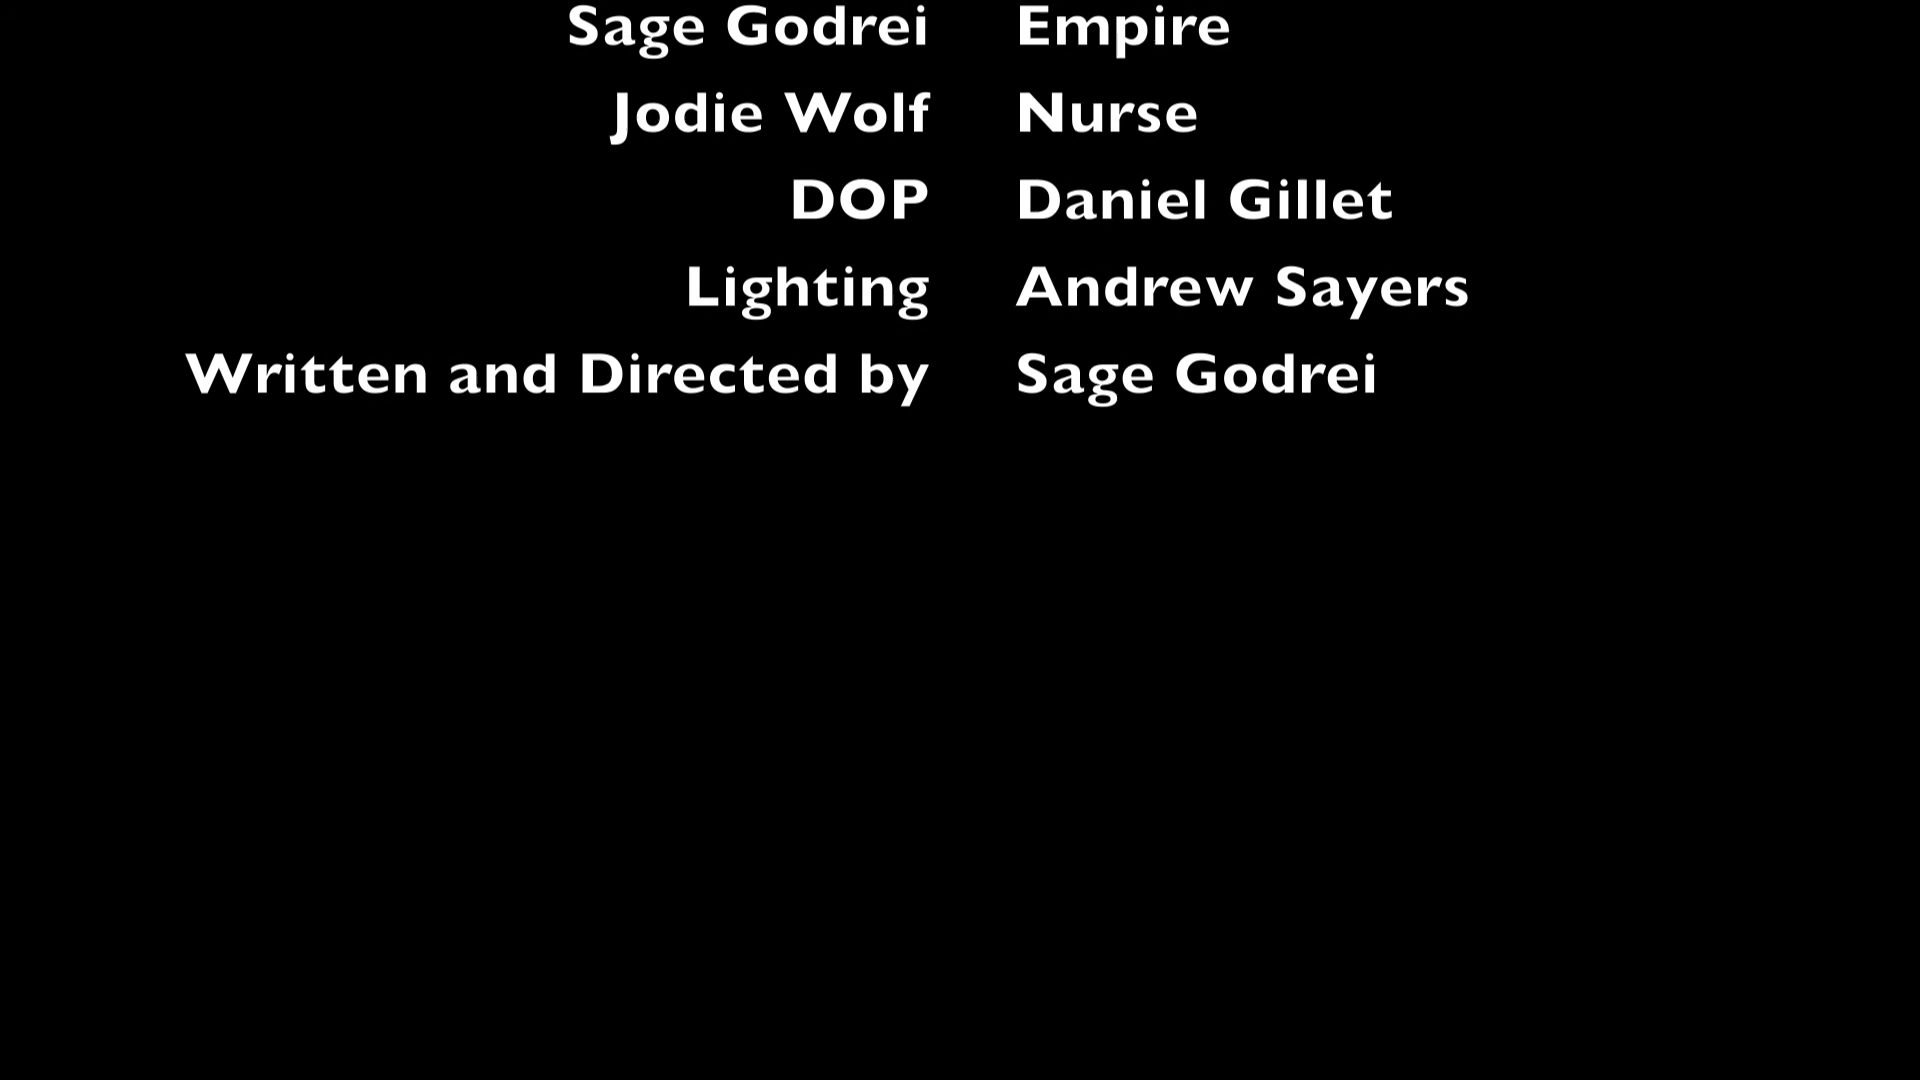 Sage Godrei Empire
Jodie Wolf Nurse
DOP Daniel Gillet
Lighting Andrew Sayers
Written and Directed by Sage Godrei